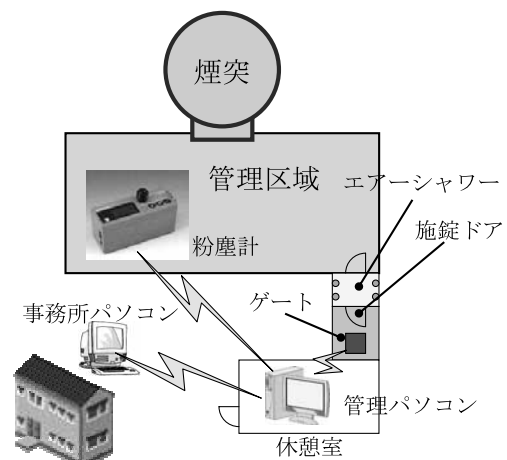 煙突
管理区域
エアーシャワー
施錠ドア
粉塵計
ゲート
事務所パソコン
管理パソコン
休憩室